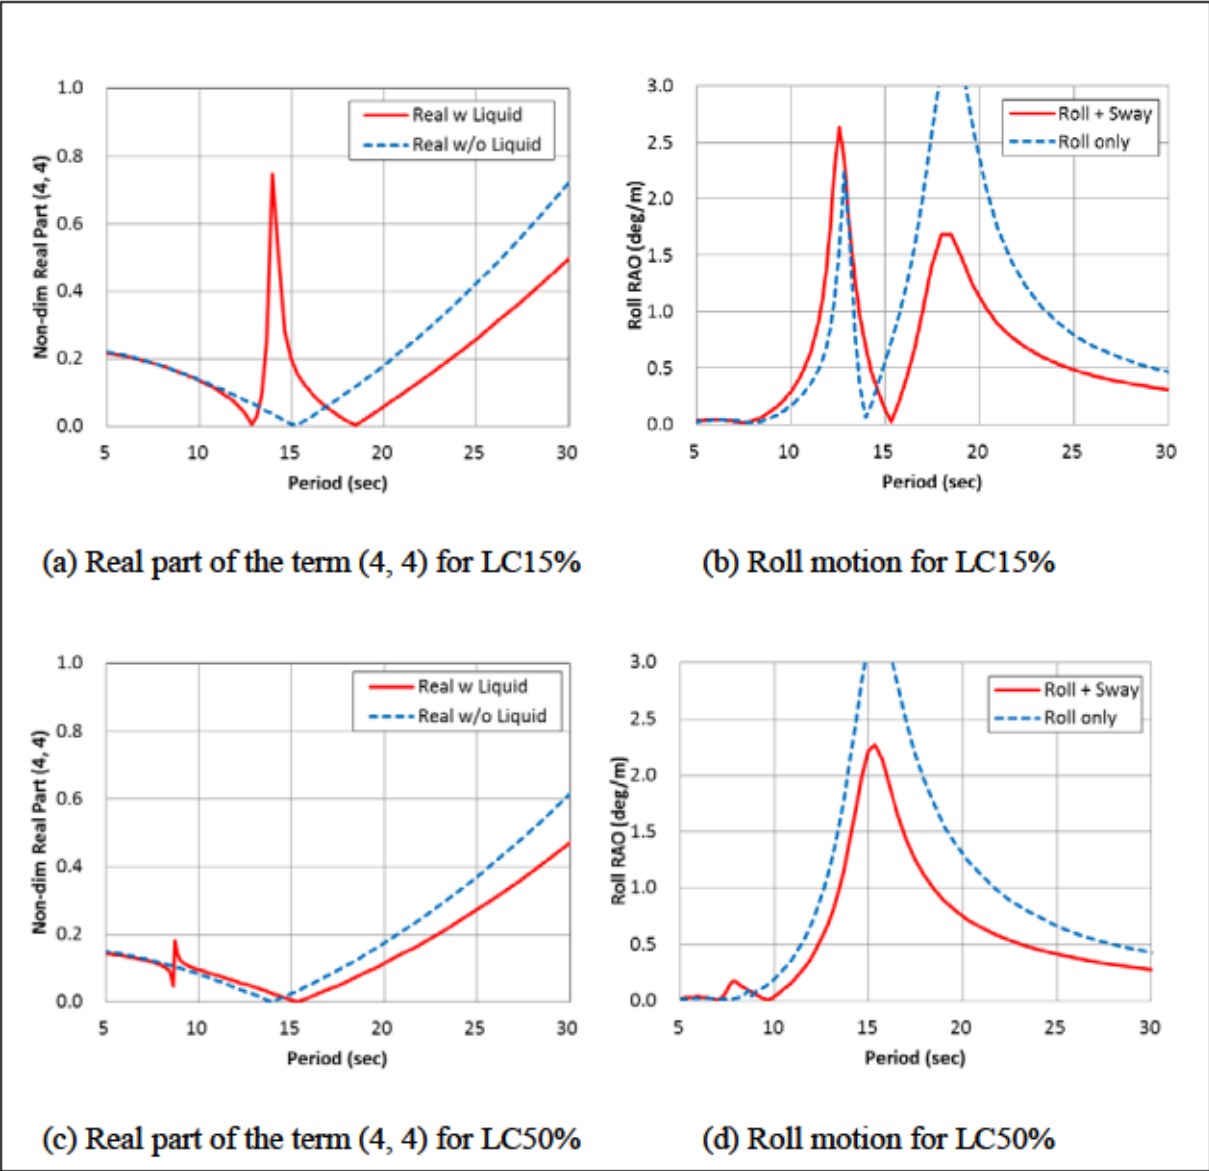 1.0
0.8
0.6
0.4
0.2
0.0
Non-dim Real Part (4, 4)
Real w Liquid
Real w/o Liquid
5 10 15 20 25 30
Period (sec)
3.0
2.5
2.0
1.5
1.0
0.5
0.0
Roll RAO (deg/m)
Roll + Sway
Roll only
5 10 15 20 25 30
Period (sec)
(a) Real part of the term (4, 4) for LC15%
(b) Roll motion for LC15%
1.0
0.8
0.6
0.4
0.2
0.0
Non-dim Real Part (4, 4)
Real w Liquid
Real w/o Liquid
5 10 15 20 25 30
Period (sec)
3.0
2.5
2.0
1.5
1.0
0.5
0.0
Roll RAO (deg/m)
Roll + Sway
Roll only
5 10 15 20 25 30
Period (sec)
(c) Real part of the term (4, 4) for LC50%
(d) Roll motion for LC50%